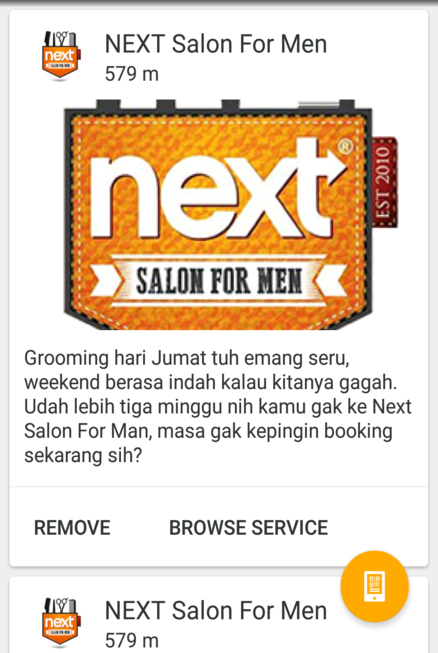 NEXT Salon For Men
579 m
next®
EST 2010
SALON FOR MEN
Grooming hari Jumat tuh emang seru,
weekend berasa indah kalau kitanya gagah.
Udah lebih tiga minggu nih kamu gak ke Next
Salon For Man, masa gak kepingin booking
sekarang sih?
REMOVE
BROWSE SERVICE
next
NEXT Salon For Men
579 m